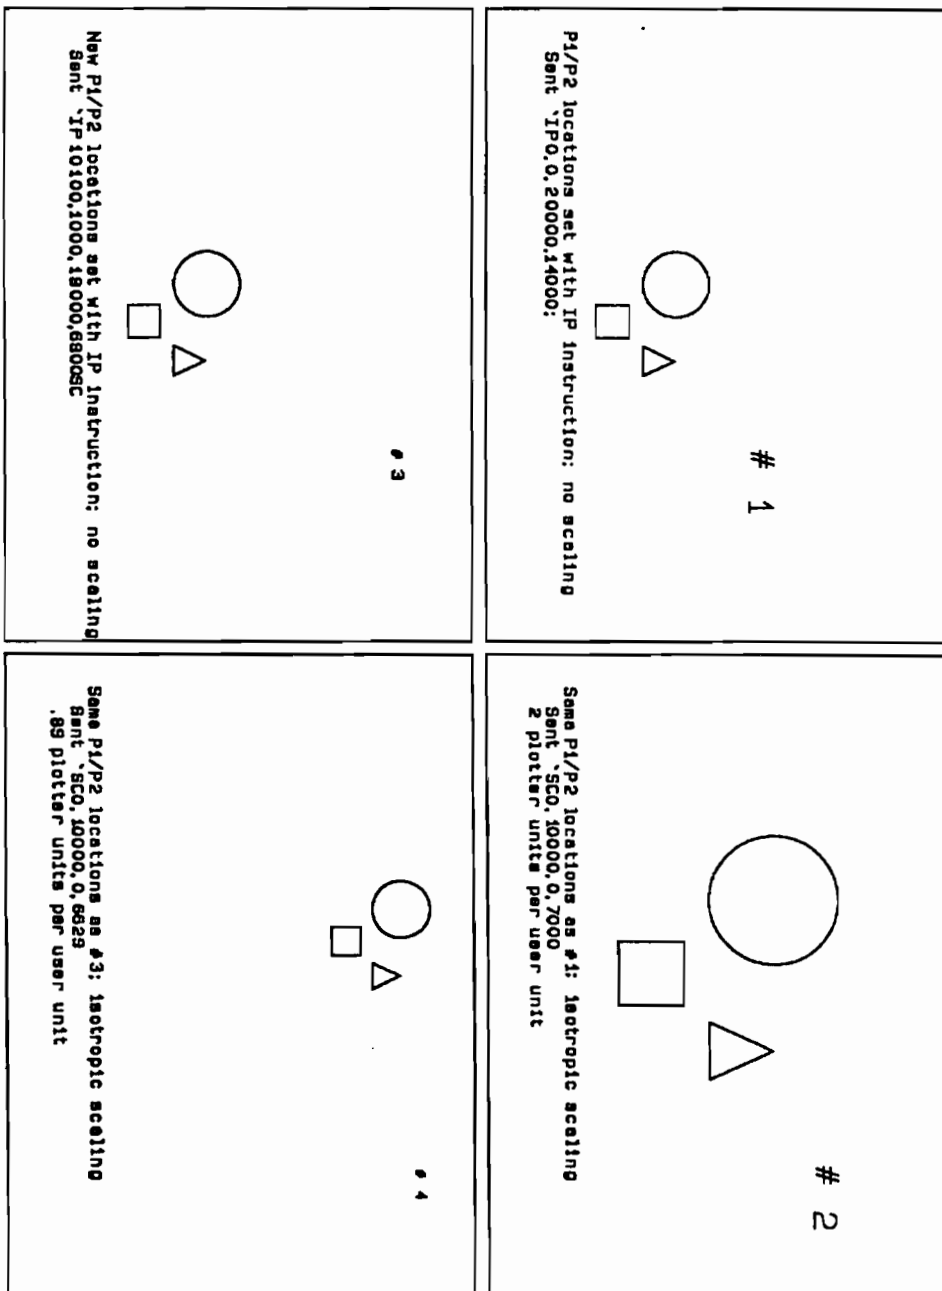 # 1
P1/P2 locations set with IP instruction; no scaling
Sent 'IP0,0,20000,14000;
# 2
Same P1/P2 locations as #1; isotropic scaling
Sent 'SC0,10000,0,7000
2 plotter units per user unit
# 3
New P1/P2 locations set with IP instruction; no scaling
Sent 'IP10100,1000,19000,6900SC
# 4
Same P1/P2 locations as #3; isotropic scaling
Sent 'SC0,10000,0,6629
.89 plotter units per user unit